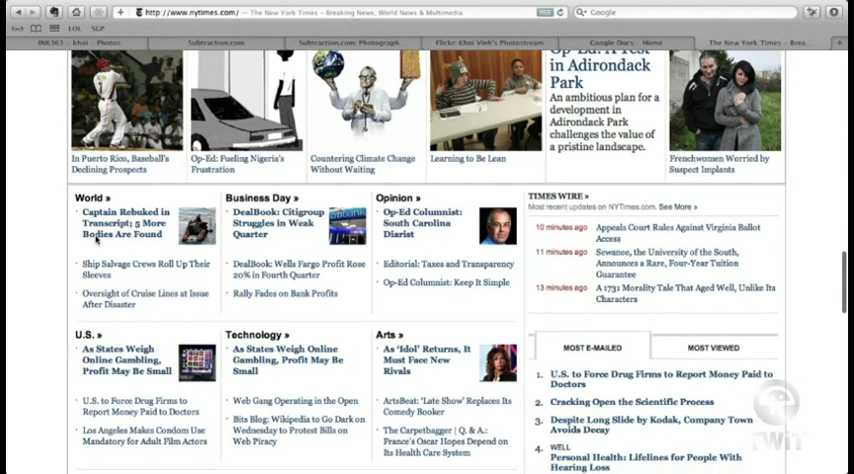 http://www.nytimes.com/ — The New York Times – Breaking News, World News & Multimedia
Google
LOL SGP
INK361 - khoi - Photos
Subtraction.com
Subtraction.com: Photograph
Flickr: Khoi Vinh's Photostream
Google Docs - Home
The New York Times - Brea...
Op-Ed: A Fest
in Adirondack
Park
An ambitious plan for a
development in
Adirondack Park
challenges the value of
a pristine landscape.
In Puerto Rico, Baseball's
Declining Prospects
Op-Ed: Fueling Nigeria's
Frustration
Countering Climate Change
Without Waiting
Learning to Be Lean
Frenchwomen Worried by
Suspect Implants
World »
Captain Rebuked in
Transcript; 5 More
Bodies Are Found
Ship Salvage Crews Roll Up Their
Sleeves
Oversight of Cruise Lines at Issue
After Disaster
Business Day »
DealBook: Citigroup
Struggles in Weak
Quarter
DealBook: Wells Fargo Profit Rose
20% in Fourth Quarter
Rally Fades on Bank Profits
Opinion »
Op-Ed Columnist:
South Carolina
Diarist
Editorial: Taxes and Transparency
Op-Ed Columnist: Keep It Simple
TIMES WIRE »
Most recent updates on NYTimes.com. See More »
10 minutes ago Appeals Court Rules Against Virginia Ballot
Access
11 minutes ago Sewanee, the University of the South,
Announces a Rare, Four-Year Tuition
Guarantee
13 minutes ago A 1731 Morality Tale That Aged Well, Unlike Its
Characters
U.S. »
As States Weigh
Online Gambling,
Profit May Be Small
U.S. to Force Drug Firms to
Report Money Paid to Doctors
Los Angeles Makes Condom Use
Mandatory for Adult Film Actors
Technology »
As States Weigh Online
Gambling, Profit May Be
Small
Web Gang Operating in the Open
Bits Blog: Wikipedia to Go Dark on
Wednesday to Protest Bills on
Web Piracy
Arts »
As 'Idol' Returns, It
Must Face New
Rivals
ArtsBeat: 'Late Show' Replaces Its
Comedy Booker
The Carpetbagger | Q. & A.:
France's Oscar Hopes Depend on
Its Health Care System
MOST E-MAILED
MOST VIEWED
1. U.S. to Force Drug Firms to Report Money Paid to
Doctors
2. Cracking Open the Scientific Process
3. Despite Long Slide by Kodak, Company Town
Avoids Decay
4. WELL
Personal Health: Lifelines for People With
Hearing Loss
TWiT